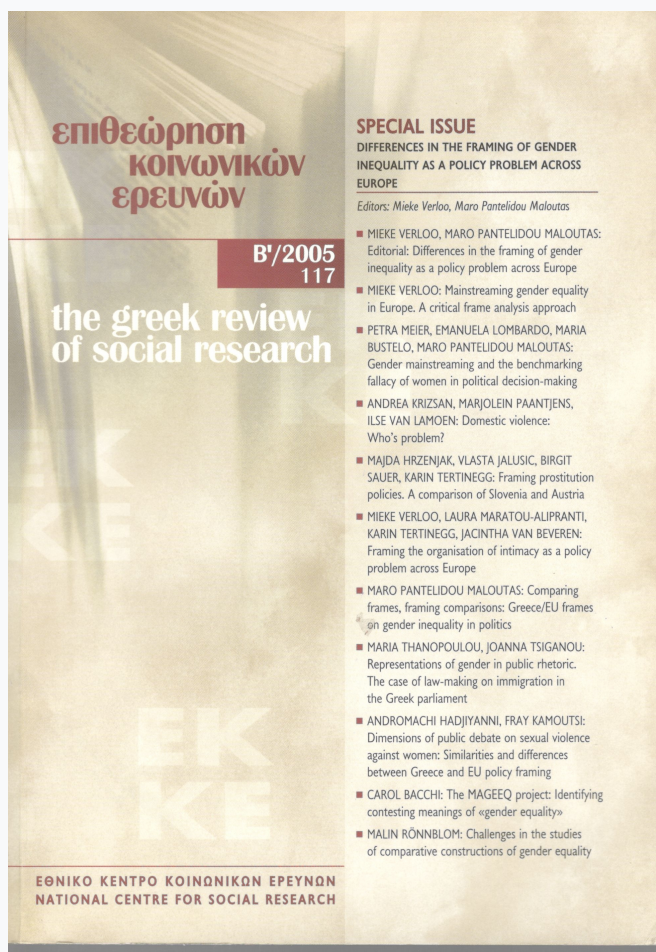 επιθεώρηση
κοινωνικών
ερευνών
Β'/2005
117
the greek review
of social research
EK
KE
EK
KE
ΕΘΝΙΚΟ ΚΕΝΤΡΟ ΚΟΙΝΩΝΙΚΩΝ ΕΡΕΥΝΩΝ
NATIONAL CENTRE FOR SOCIAL RESEARCH
SPECIAL ISSUE
DIFFERENCES IN THE FRAMING OF GENDER
INEQUALITY AS A POLICY PROBLEM ACROSS
EUROPE
Editors: Mieke Verloo, Maro Pantelidou Maloutas
■ MIEKE VERLOO, MARO PANTELIDOU MALOUTAS:
Editorial: Differences in the framing of gender
inequality as a policy problem across Europe
■ MIEKE VERLOO: Mainstreaming gender equality
in Europe. A critical frame analysis approach
■ PETRA MEIER, EMANUELA LOMBARDO, MARIA
BUSTELO, MARO PANTELIDOU MALOUTAS:
Gender mainstreaming and the benchmarking
fallacy of women in political decision-making
■ ANDREA KRIZSAN, MARJOLEIN PAANTJENS,
ILSE VAN LAMOEN: Domestic violence:
Who's problem?
■ MAJDA HRZENJAK, VLASTA JALUSIC, BIRGIT
SAUER, KARIN TERTINEGG: Framing prostitution
policies. A comparison of Slovenia and Austria
■ MIEKE VERLOO, LAURA MARATOU-ALIPRANTI,
KARIN TERTINEGG, JACINTHA VAN BEVEREN:
Framing the organisation of intimacy as a policy
problem across Europe
■ MARO PANTELIDOU MALOUTAS: Comparing
frames, framing comparisons: Greece/EU frames
on gender inequality in politics
■ MARIA THANOPOULOU, JOANNA TSIGANOU:
Representations of gender in public rhetoric.
The case of law-making on immigration in
the Greek parliament
■ ANDROMACHI HADJIYANNI, FRAY KAMOUTSI:
Dimensions of public debate on sexual violence
against women: Similarities and differences
between Greece and EU policy framing
■ CAROL BACCHI: The MAGEEQ project: Identifying
contesting meanings of «gender equality»
■ MALIN RÖNNBLOM: Challenges in the studies
of comparative constructions of gender equality